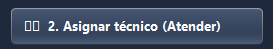 2. Asignar técnico (Atender)